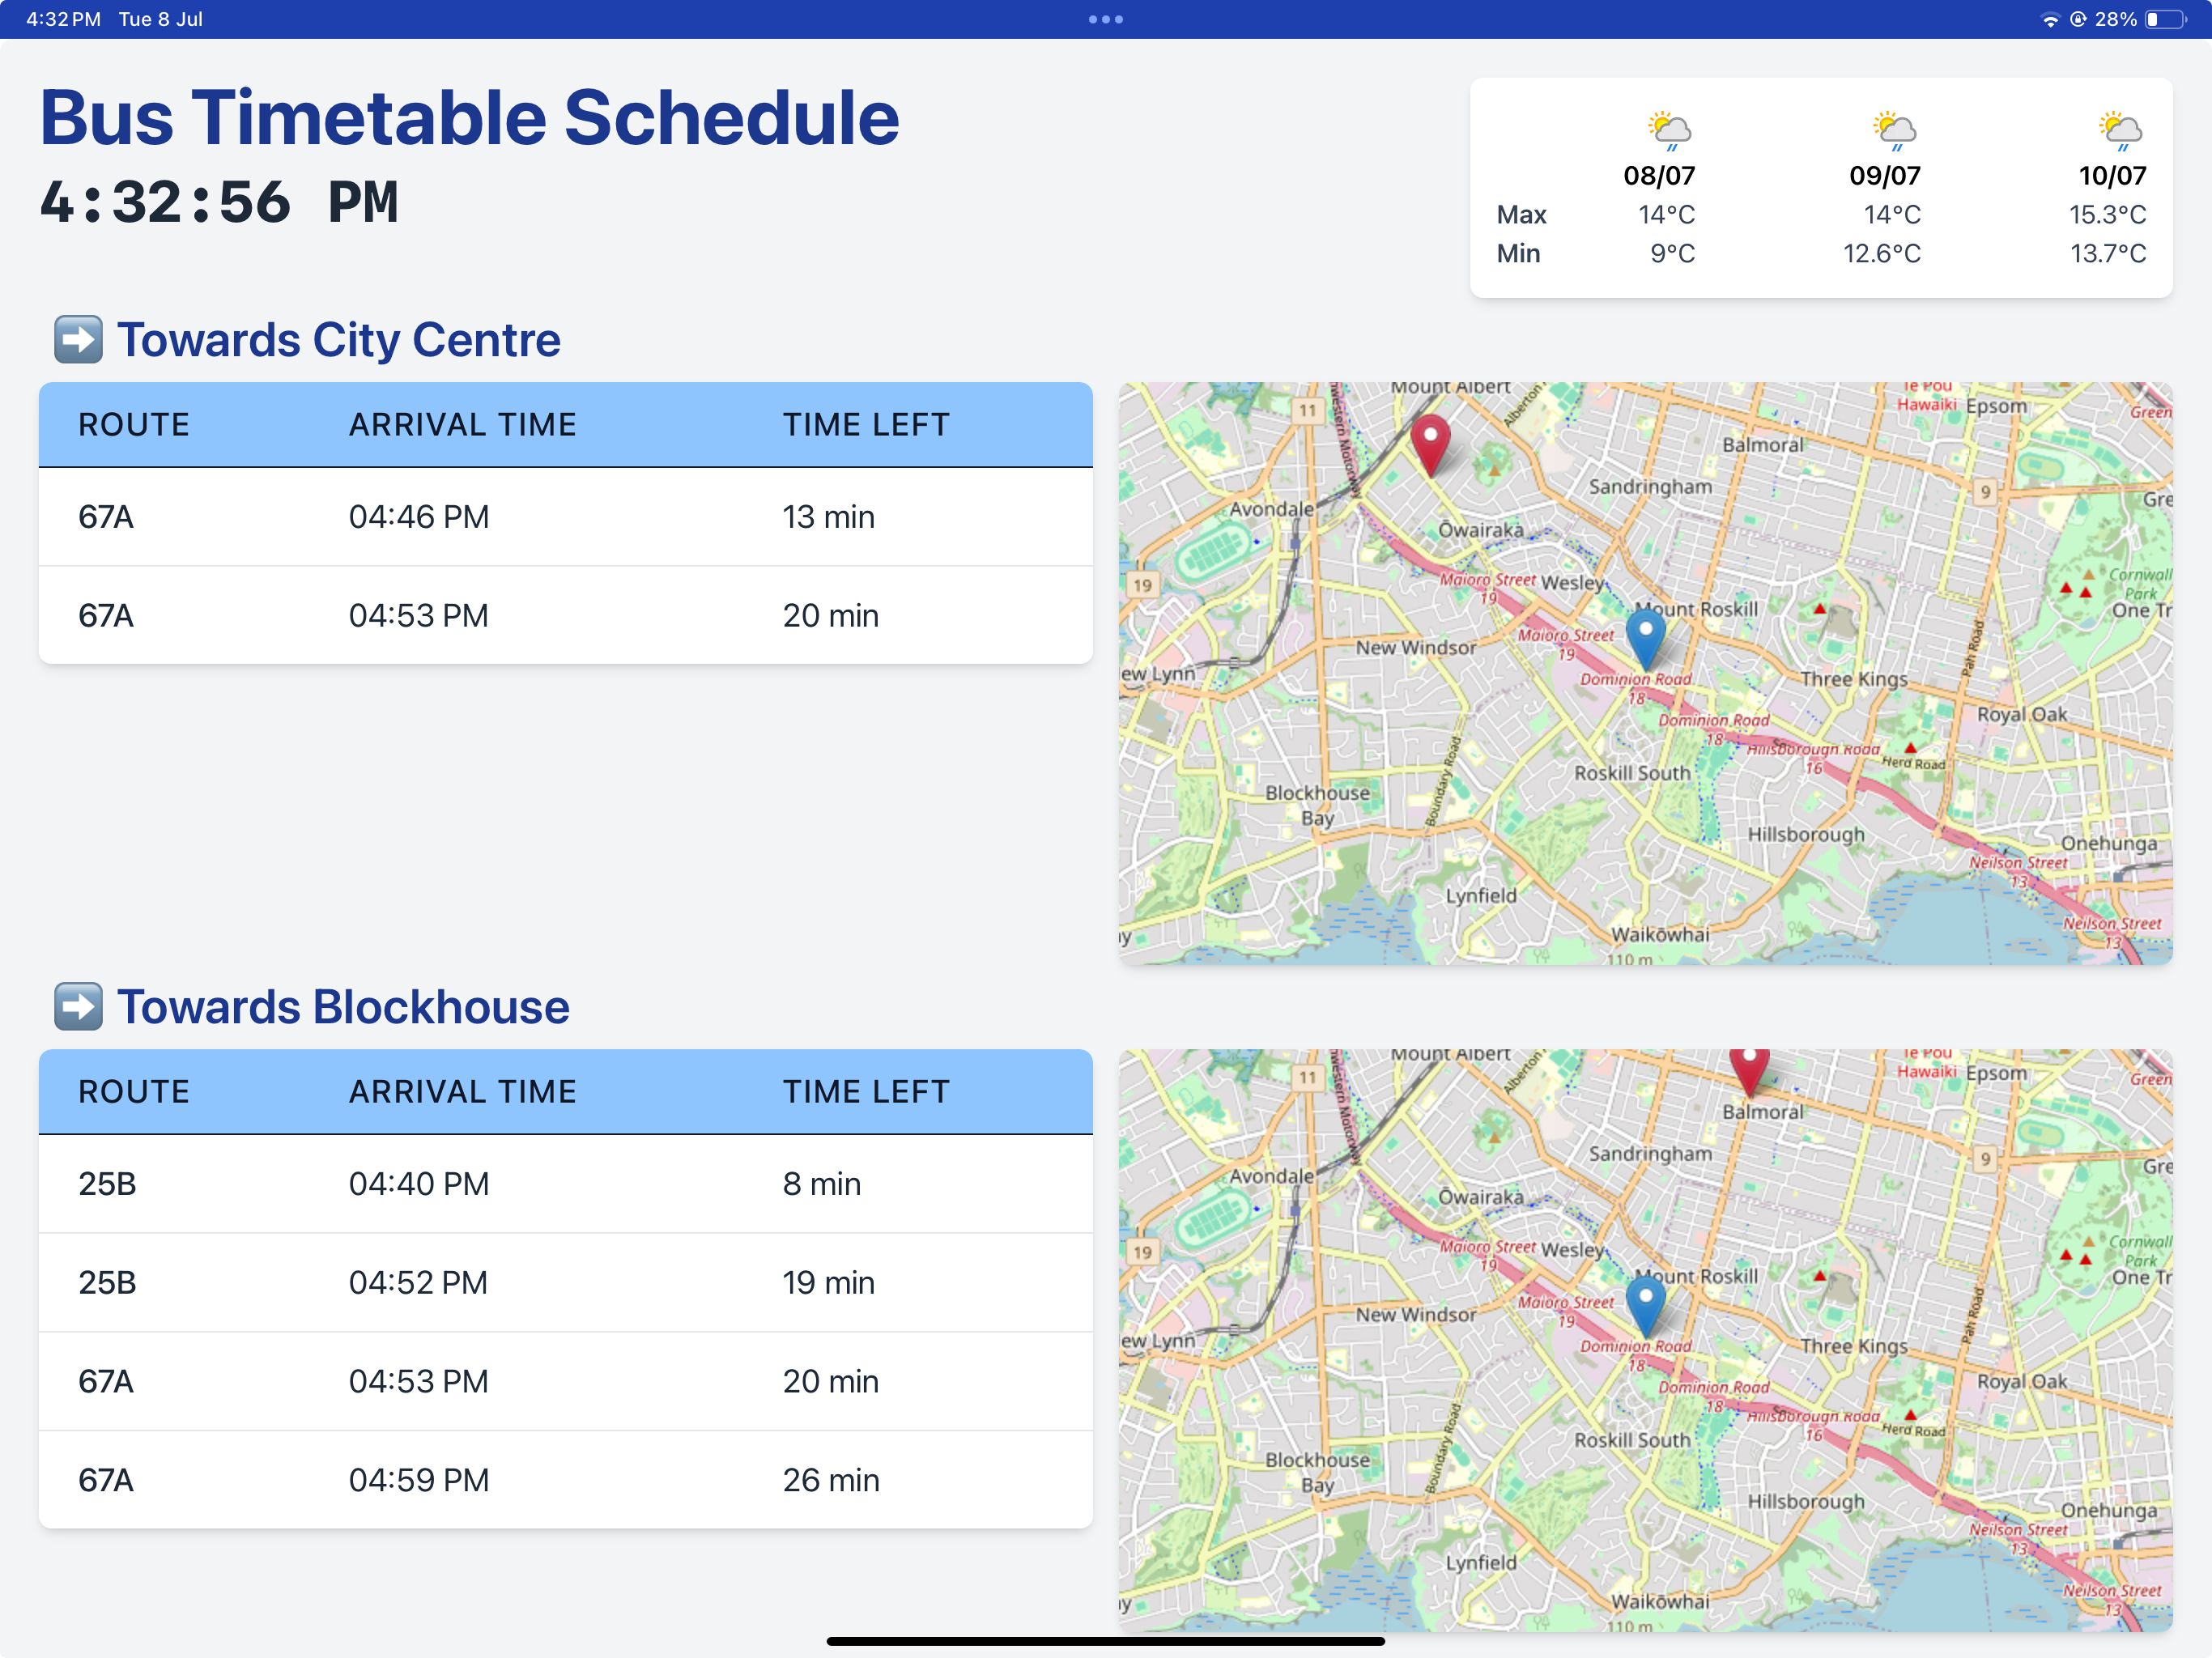 4:32 PM Tue 8 Jul
28%
Bus Timetable Schedule
4:32:56 PM
08/07 09/07 10/07
Max 14°C 14°C 15.3°C
Min 9°C 12.6°C 13.7°C
Towards City Centre
ROUTE ARRIVAL TIME TIME LEFT
67A 04:46 PM 13 min
67A 04:53 PM 20 min
Mount Albert
11
Alberton
Te Pou
Hawaiki
Epsom
Green
Balmoral
western Motorway
Sandringham
9
Gre
Avondale
Ōwairaka
19
Maioro Street
19
Wesley
Cornwall
Park
One Tr
Mount Roskill
Maioro Street
19
New Windsor
Pah Road
ew Lynn
Dominion Road
18
Three Kings
Royal Oak
Dominion Road
18
Hillsborough Road
16
Herd Road
Roskill South
Boundary Road
Blockhouse
Bay
Hillsborough
Onehunga
Neilson Street
13
Lynfield
Neilson Street
13
Waikōwhai
ay
110 m
Towards Blockhouse
ROUTE ARRIVAL TIME TIME LEFT
25B 04:40 PM 8 min
25B 04:52 PM 19 min
67A 04:53 PM 20 min
67A 04:59 PM 26 min
Mount Albert
11
Alberton
Te Pou
Hawaiki
Epsom
Green
Balmoral
western Motorway
Sandringham
9
Gre
Avondale
Ōwairaka
19
Maioro Street
19
Wesley
Cornwall
Park
One Tr
Mount Roskill
Maioro Street
19
New Windsor
Pah Road
ew Lynn
Dominion Road
18
Three Kings
Royal Oak
Dominion Road
18
Hillsborough Road
16
Herd Road
Roskill South
Boundary Road
Blockhouse
Bay
Hillsborough
Onehunga
Neilson Street
13
Lynfield
Neilson Street
13
Waikōwhai
ay
110 m